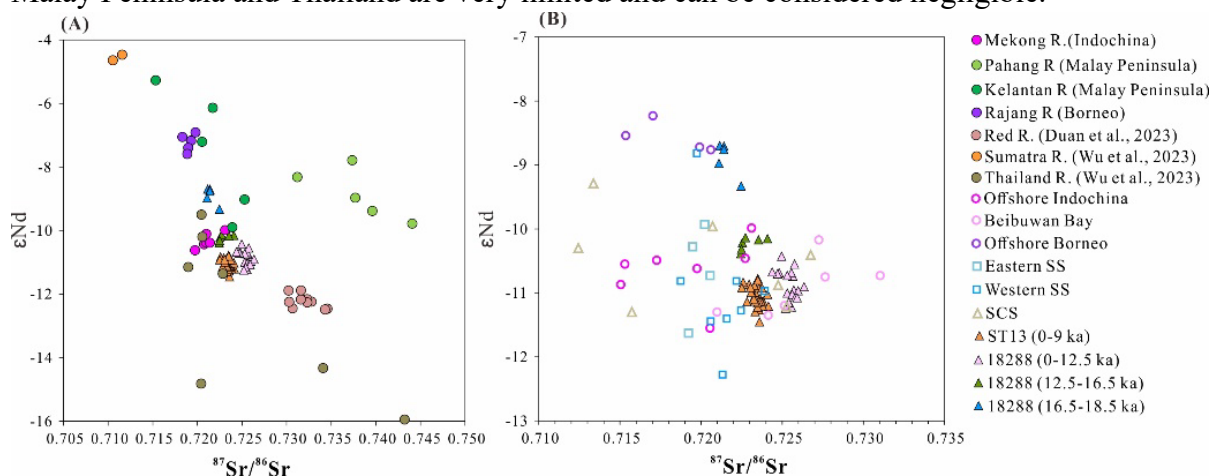 Malay Peninsula and Thailand are very limited and can be considered negligible.
(A)
-4
-6
-8
-10
-12
-14
-16
εNd
0.705 0.710 0.715 0.720 0.725 0.730 0.735 0.740 0.745 0.750
87Sr/86Sr
(B)
-7
-8
-9
-10
-11
-12
-13
εNd
0.710 0.715 0.720 0.725 0.730 0.735
87Sr/86Sr
Mekong R.(Indochina)
Pahang R (Malay Peninsula)
Kelantan R (Malay Peninsula)
Rajang R (Borneo)
Red R. (Duan et al., 2023)
Sumatra R. (Wu et al., 2023)
Thailand R. (Wu et al., 2023)
Offshore Indochina
Beibuwan Bay
Offshore Borneo
Eastern SS
Western SS
SCS
ST13 (0-9 ka)
18288 (0-12.5 ka)
18288 (12.5-16.5 ka)
18288 (16.5-18.5 ka)